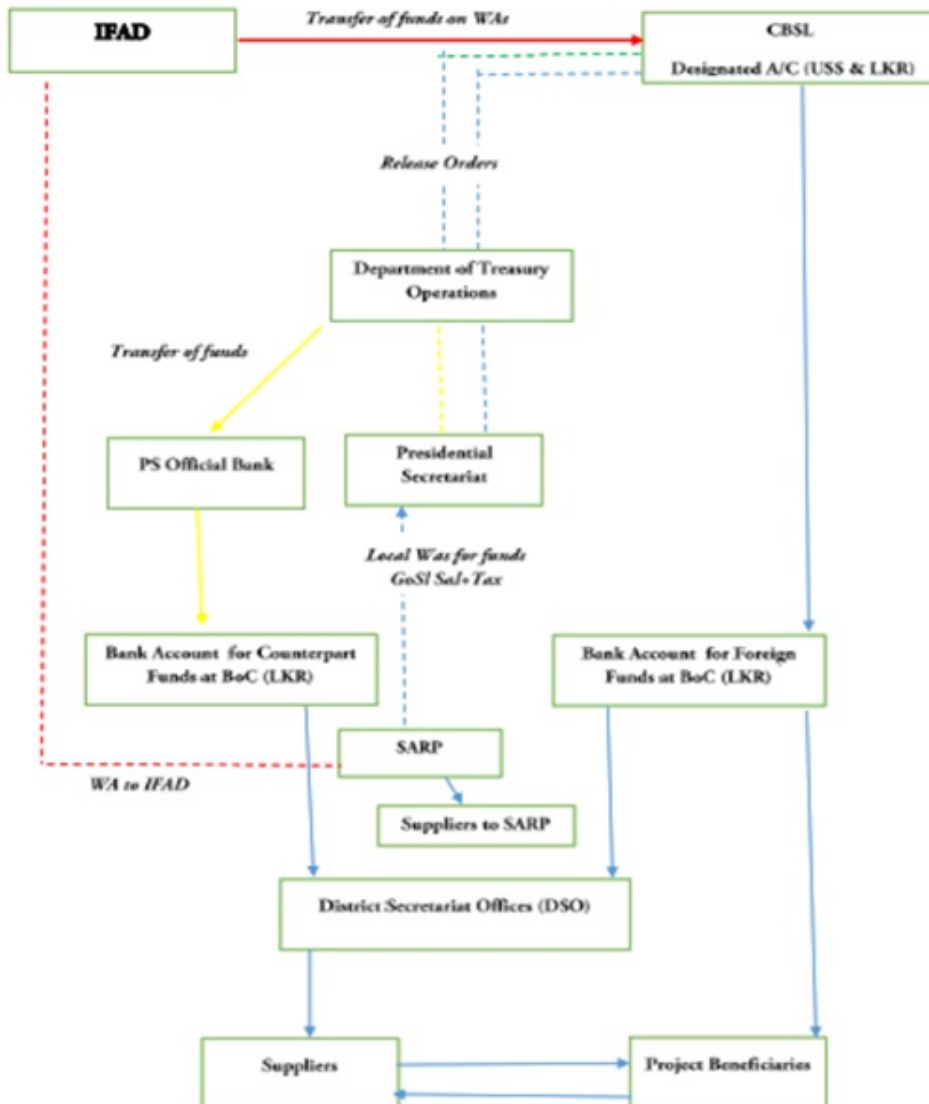 Transfer of funds on WAs
IFAD
CBSL
Designated A/C (US$ & LKR)
Release Orders
Department of Treasury
Operations
Transfer of funds
PS Official Bank
Presidential
Secretariat
Local Was for funds
GoSl Sal+Tax
Bank Account for Counterpart
Funds at BoC (LKR)
Bank Account for Foreign
Funds at BoC (LKR)
SARP
WA to IFAD
Suppliers to SARP
District Secretariat Offices (DSO)
Suppliers
Project Beneficiaries